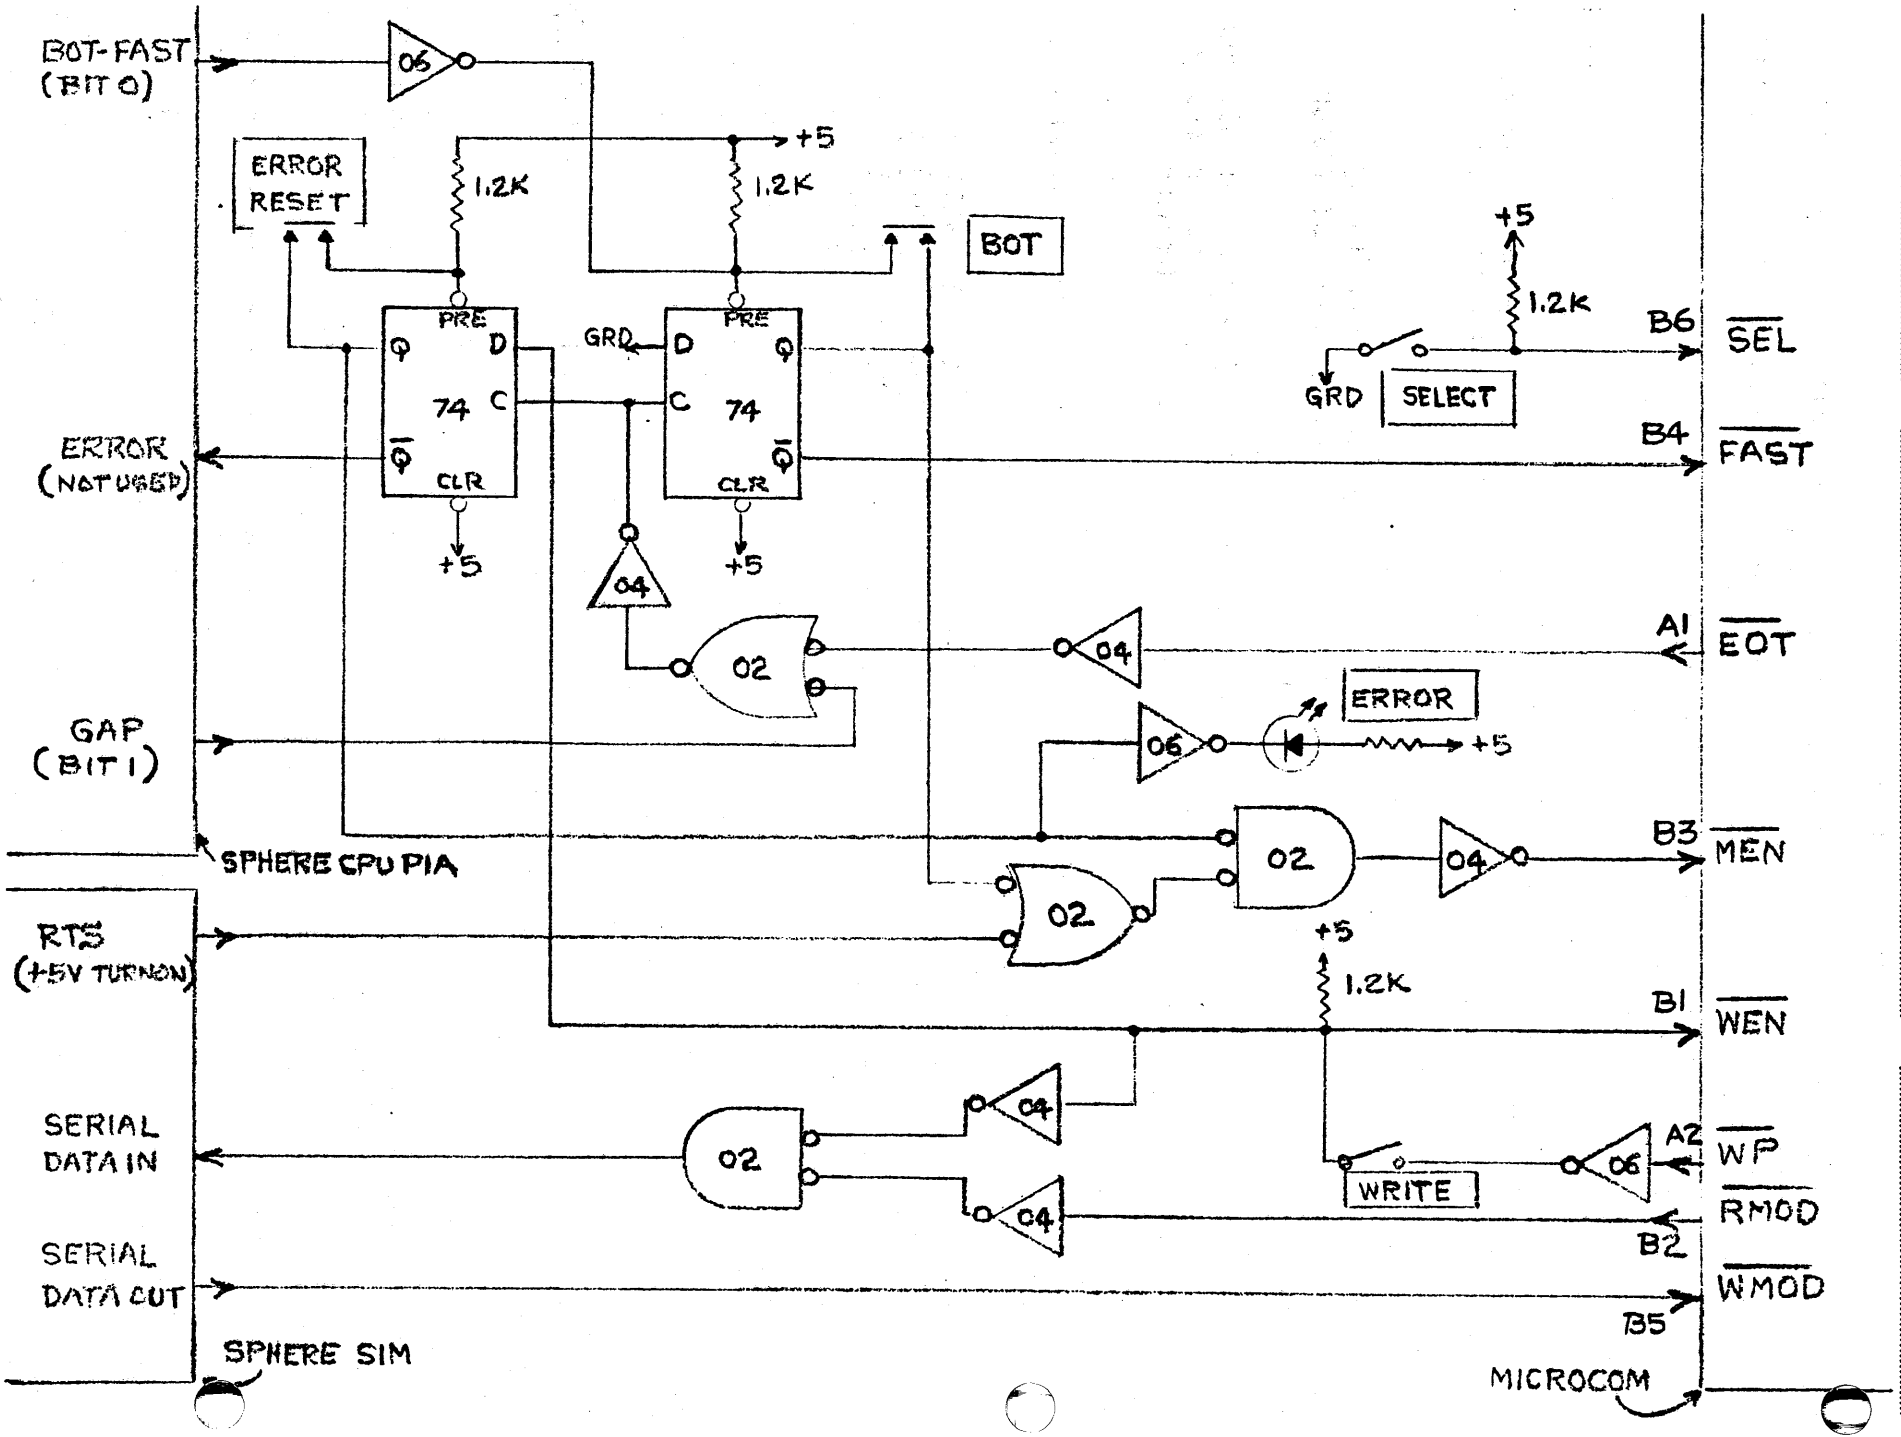 BOT-FAST
(BIT 0)
06
+5
ERROR
RESET
1.2K
1.2K
BOT
+5
1.2K
PRE
Q
D
C
74
Q
CLR
+5
GRD
PRE
D
Q
C
74
Q
CLR
+5
B6
SEL
GRD
SELECT
B4
FAST
ERROR
(NOT USED)
04
02
04
A1
EOT
GAP
(BIT 1)
06
ERROR
+5
SPHERE CPU PIA
02
04
B3
MEN
RTS
(+5V TURNON)
02
+5
1.2K
B1
WEN
SERIAL
DATA IN
02
04
04
WRITE
06
A2
WP
RMOD
B2
SERIAL
DATA OUT
WMOD
B5
SPHERE SIM
MICROCOM